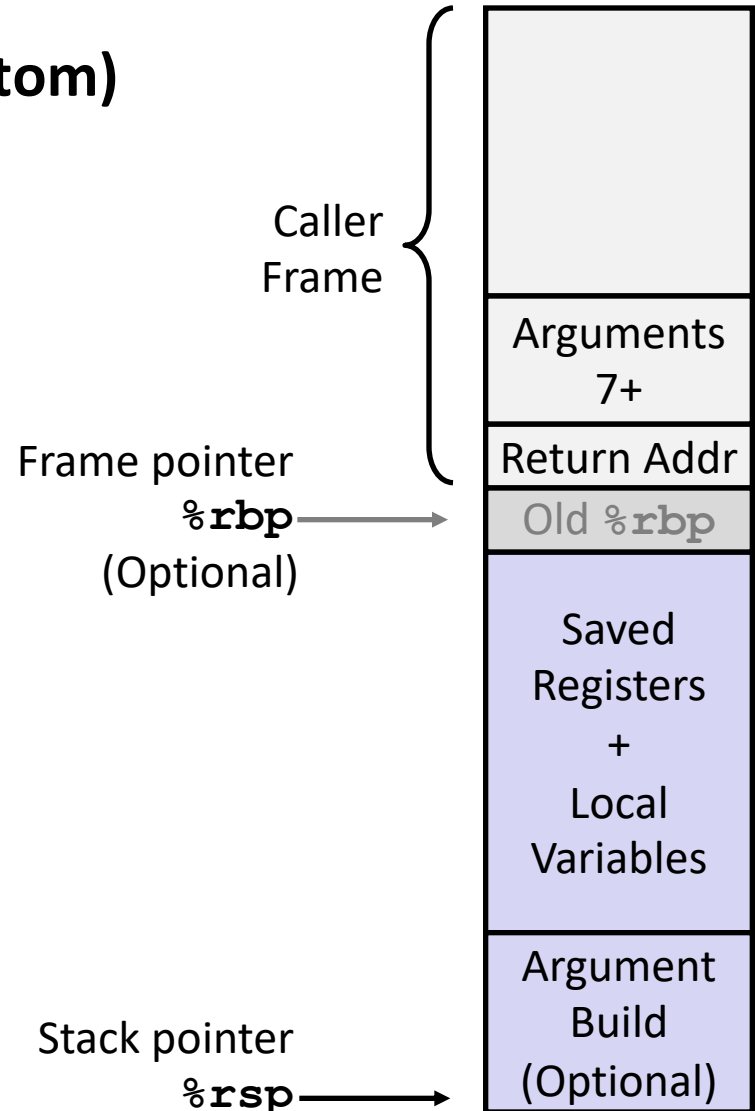 tom)
Caller
Frame
Arguments
7+
Return Addr
Frame pointer
%rbp
(Optional)
Old %rbp
Saved
Registers
+
Local
Variables
Argument
Build
(Optional)
Stack pointer
%rsp